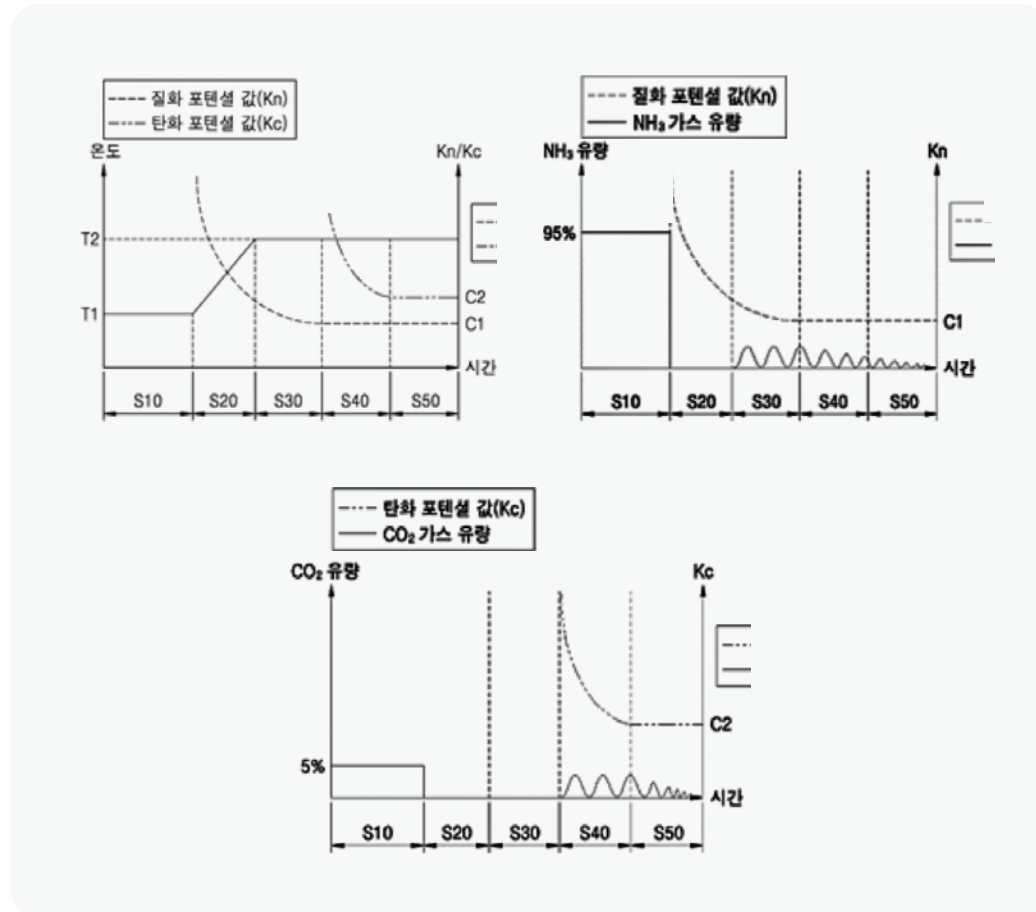 질화 포텐셜 값(Kn)
탄화 포텐셜 값(Kc)
온도
Kn/Kc
T2
T1
C2
C1
시간
S10 S20 S30 S40 S50
질화 포텐셜 값(Kn)
NH₃ 가스 유량
NH₃ 유량
Kn
95%
C1
시간
S10 S20 S30 S40 S50
탄화 포텐셜 값(Kc)
CO₂ 가스 유량
CO₂ 유량
Kc
C2
5%
시간
S10 S20 S30 S40 S50